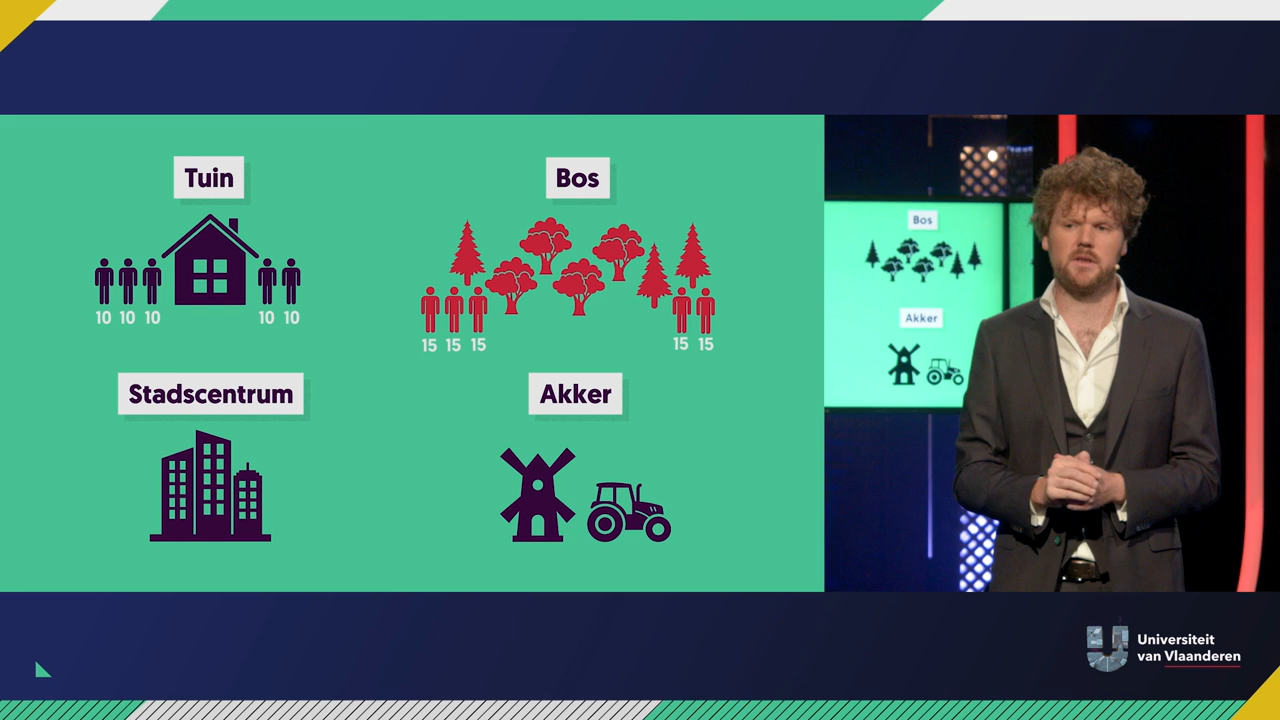 Tuin
Bos
10 10 10 10 10
15 15 15 15 15
Stadscentrum
Akker
Bos
Akker
Universiteit
van Vlaanderen